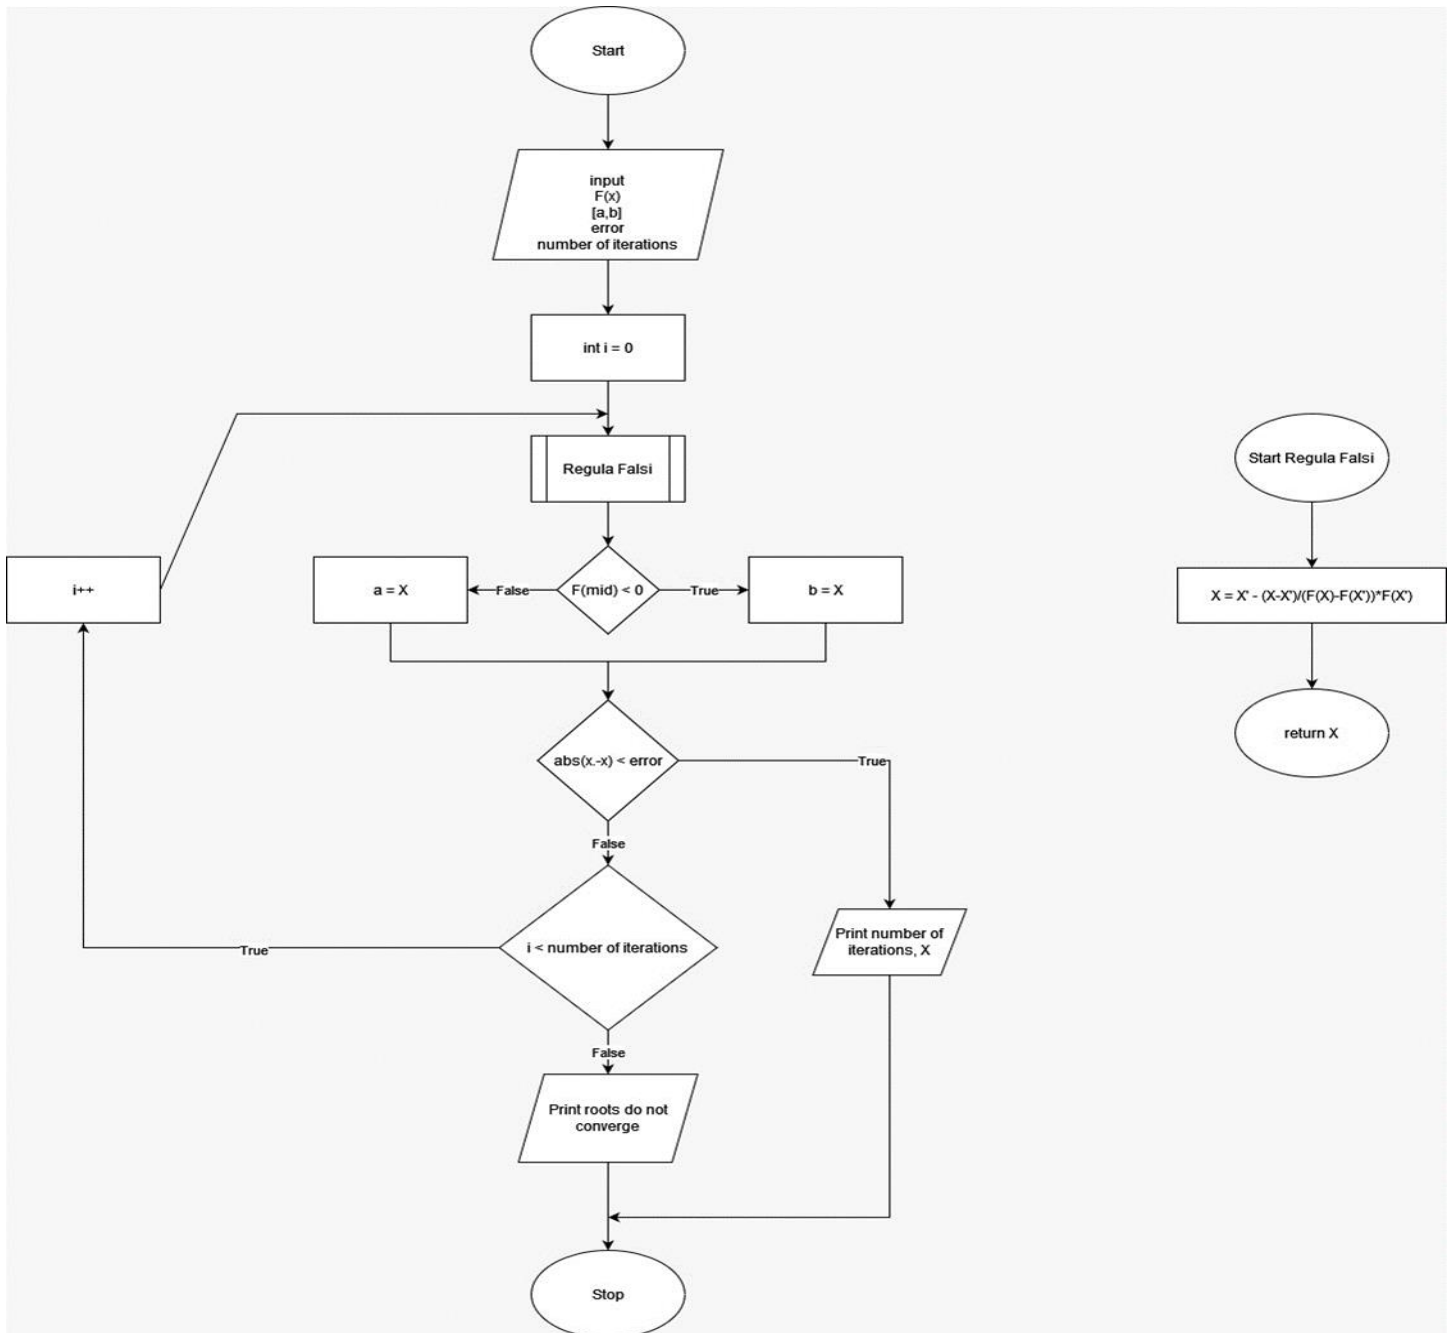 Start
input
F(x)
[a,b]
error
number of iterations
int i = 0
Regula Falsi
i++
a = X
False
F(mid) < 0
True
b = X
abs(x.-x) < error
True
False
i < number of iterations
True
Print number of
iterations, X
False
Print roots do not
converge
Stop
Start Regula Falsi
X = X' - (X-X')/(F(X)-F(X'))*F(X')
return X